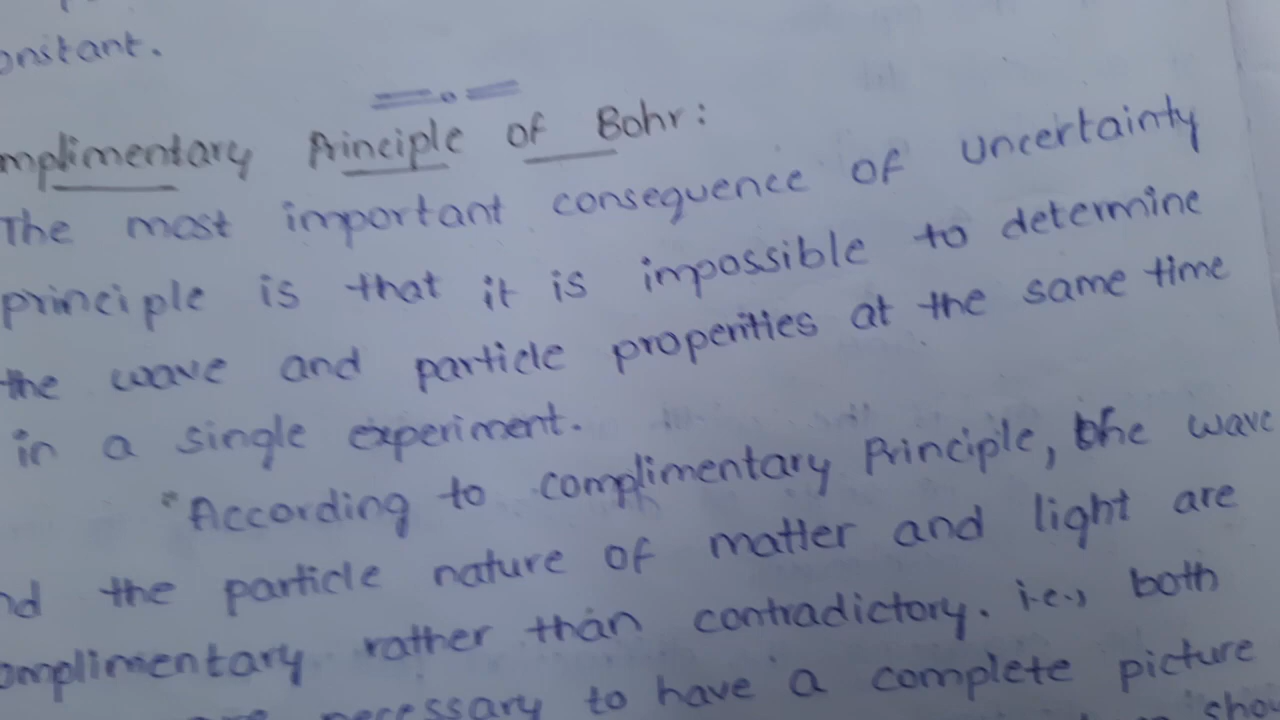 onstant.
mplimentary Principle of Bohr:
The most important consequence of uncertainty
principle is that it is impossible to determine
the wave and particle properities at the same time
in a single experiment.
"According to complimentary Principle, the wave
nd the particle nature of matter and light are
omplimentary rather than contradictory. i.e., both
are necessary to have a complete picture
show